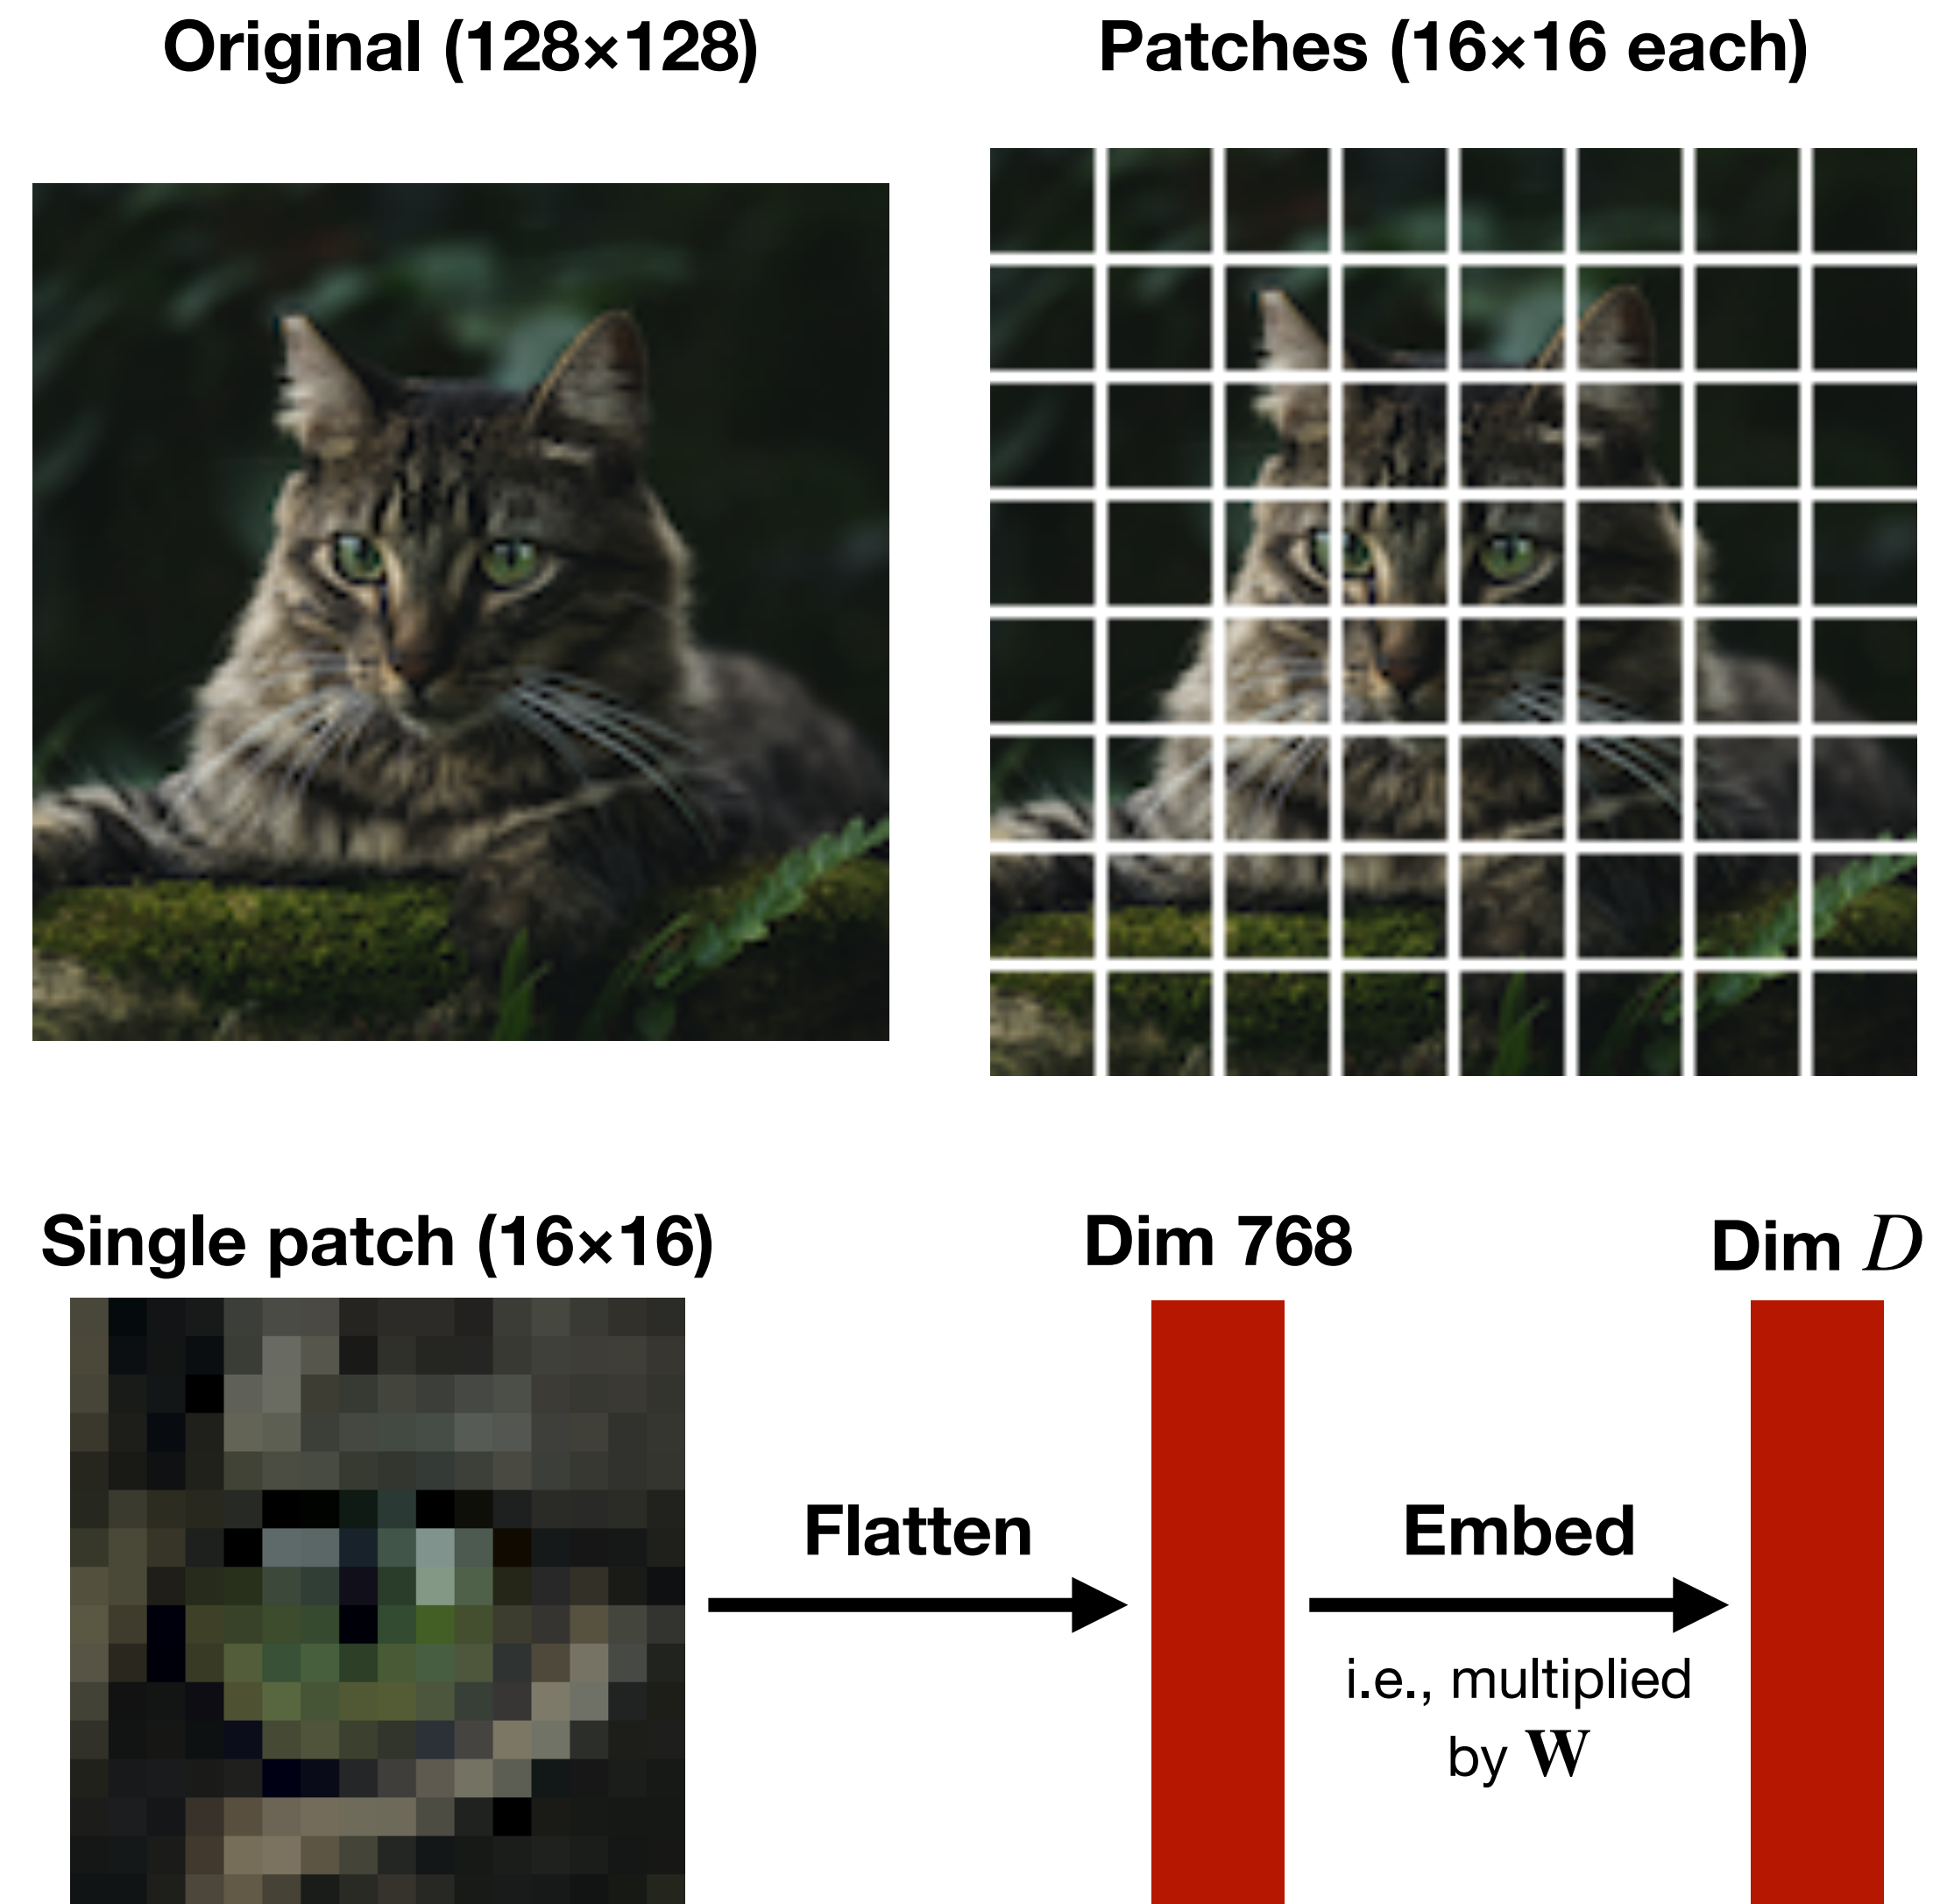 Original (128×128)
Patches (16×16 each)
Single patch (16×16)
Dim 768
Dim D
Flatten
Embed
i.e., multiplied
by W